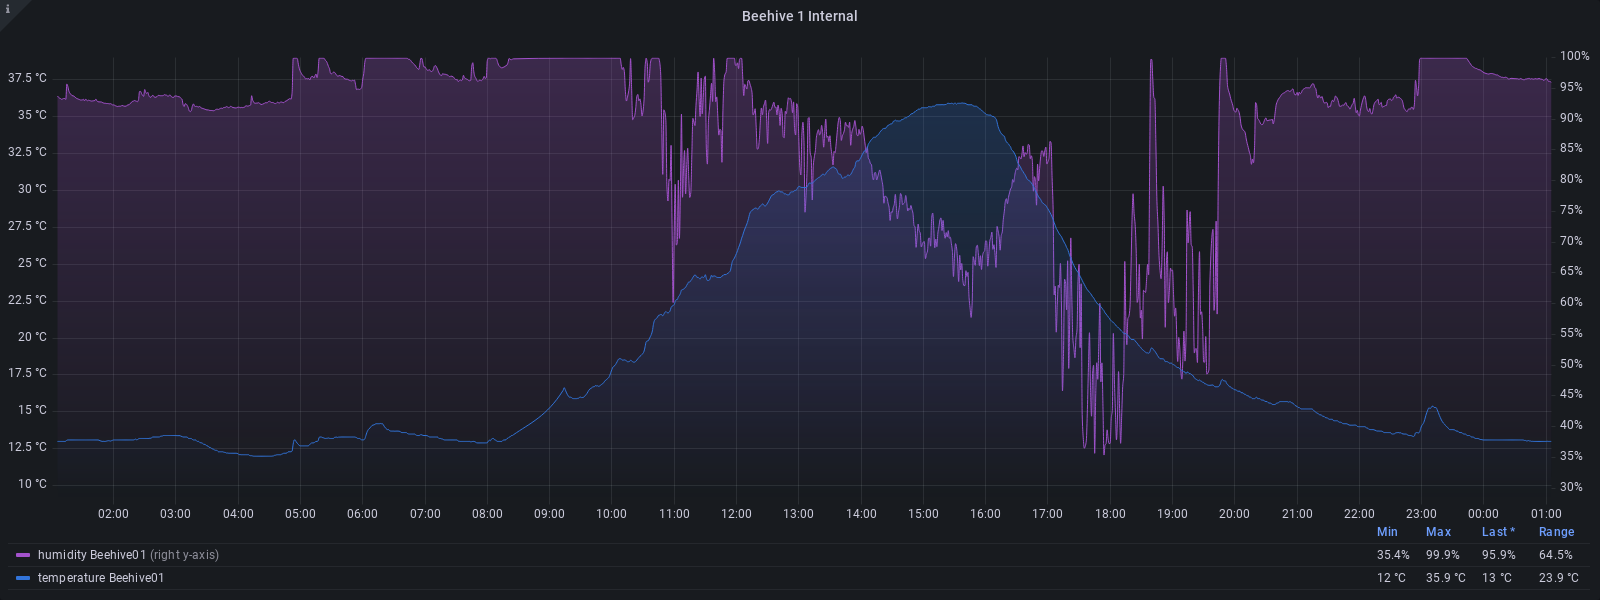 i
Beehive 1 Internal
37.5 °C
35 °C
32.5 °C
30 °C
27.5 °C
25 °C
22.5 °C
20 °C
17.5 °C
15 °C
12.5 °C
10 °C
100%
95%
90%
85%
80%
75%
70%
65%
60%
55%
50%
45%
40%
35%
30%
02:00 03:00 04:00 05:00 06:00 07:00 08:00 09:00 10:00 11:00 12:00 13:00 14:00 15:00 16:00 17:00 18:00 19:00 20:00 21:00 22:00 23:00 00:00 01:00
Min Max Last * Range
humidity Beehive01 (right y-axis) 35.4% 99.9% 95.9% 64.5%
temperature Beehive01 12 °C 35.9 °C 13 °C 23.9 °C